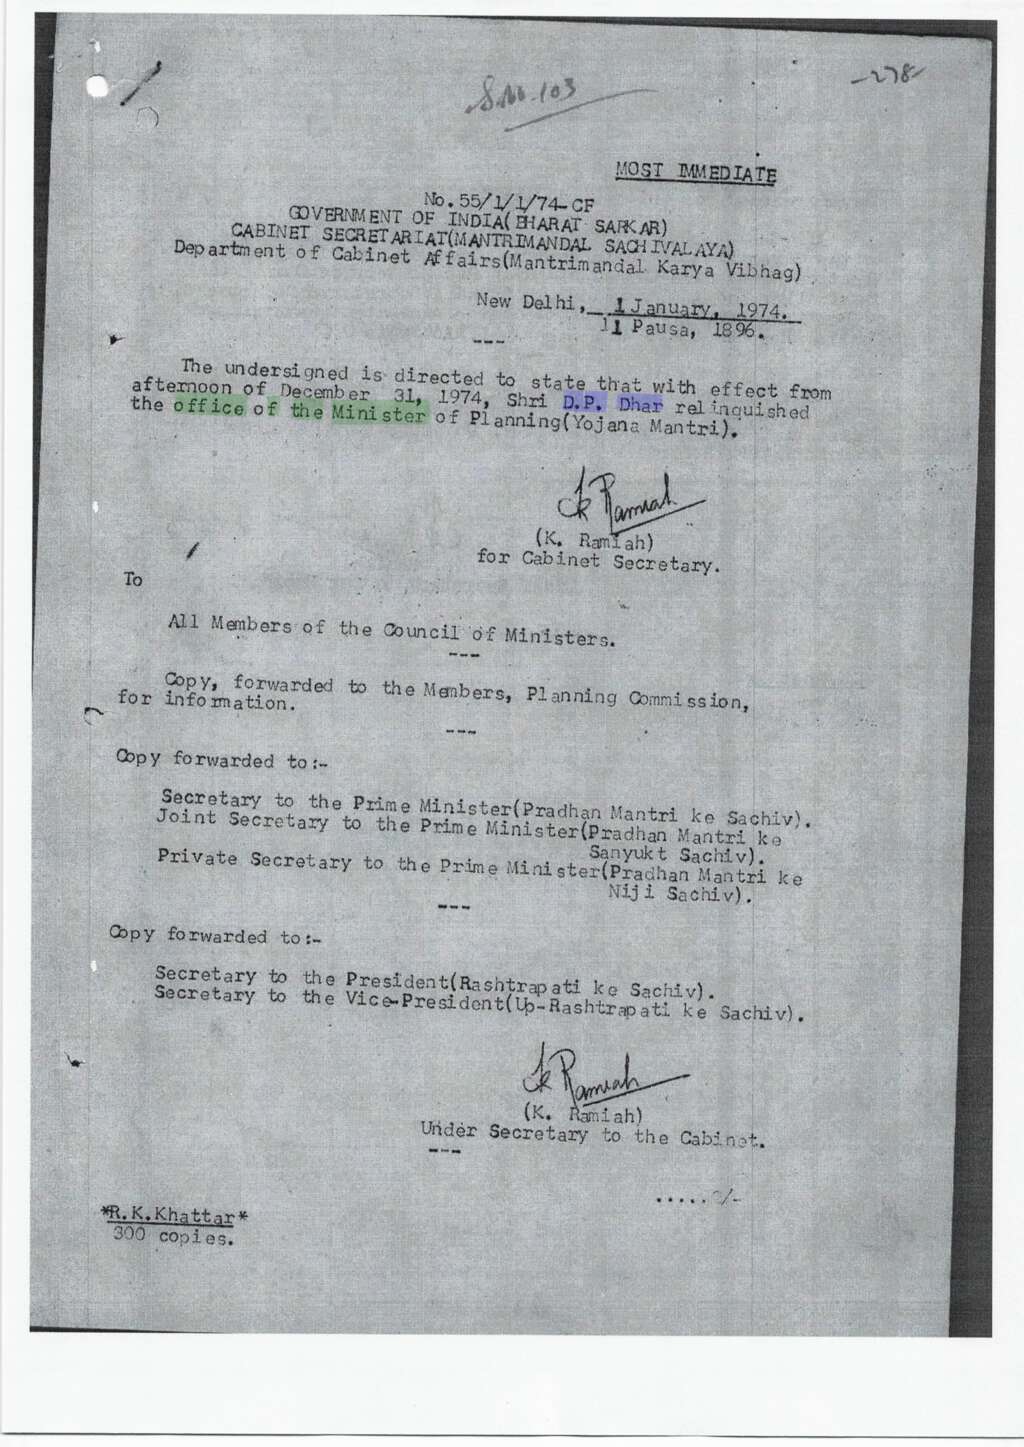 -278-
S.No. 103
MOST IMMEDIATE
No.55/1/1/74-CF
GOVERNMENT OF INDIA(BHARAT SARKAR)
CABINET SECRETARIAT(MANTRIMANDAL SACHIVALAYA)
Department of Cabinet Affairs(Mantrimandal Karya Vibhag)
New Delhi, 1 January, 1974.
11 Pausa, 1896.
---
The undersigned is directed to state that with effect from
afternoon of December 31, 1974, Shri D.P. Dhar relinquished
the office of the Minister of Planning(Yojana Mantri).
K Ramiah
(K. Ramiah)
for Cabinet Secretary.
To
All Members of the Council of Ministers.
---
Copy, forwarded to the Members, Planning Commission,
for information.
---
Copy forwarded to:-
Secretary to the Prime Minister(Pradhan Mantri ke Sachiv).
Joint Secretary to the Prime Minister(Pradhan Mantri ke
Sanyukt Sachiv).
Private Secretary to the Prime Minister(Pradhan Mantri ke
Niji Sachiv).
---
Copy forwarded to:-
Secretary to the President(Rashtrapati ke Sachiv).
Secretary to the Vice-President(Up-Rashtrapati ke Sachiv).
K Ramiah
(K. Ramiah)
Under Secretary to the Cabinet.
---
*R.K.Khattar*
300 copies.